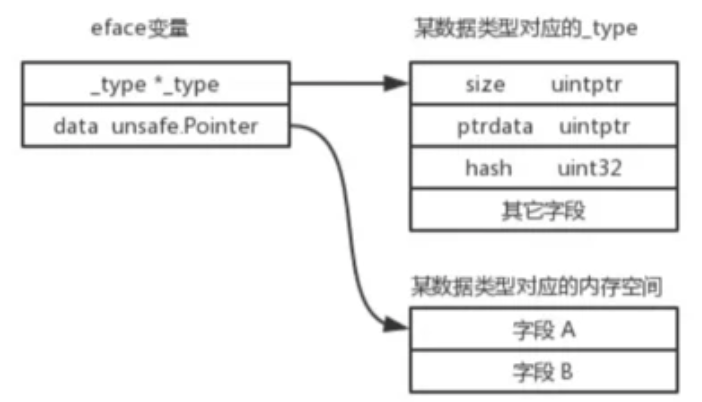 eface变量
_type *_type
data unsafe.Pointer
某数据类型对应的_type
size uintptr
ptrdata uintptr
hash uint32
其它字段
某数据类型对应的内存空间
字段 A
字段 B